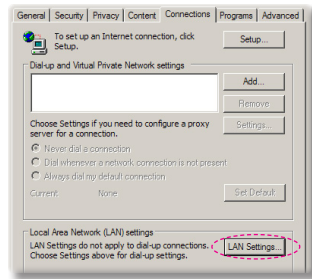 General Security Privacy Content Connections Programs Advanced
To set up an Internet connection, click
Setup.
Setup...
Dial-up and Virtual Private Network settings
Add...
Remove
Choose Settings if you need to configure a proxy
server for a connection.
Settings...
Never dial a connection
Dial whenever a network connection is not present
Always dial my default connection
Current None
Set Default
Local Area Network (LAN) settings
LAN Settings do not apply to dial-up connections.
Choose Settings above for dial-up settings.
LAN Settings...